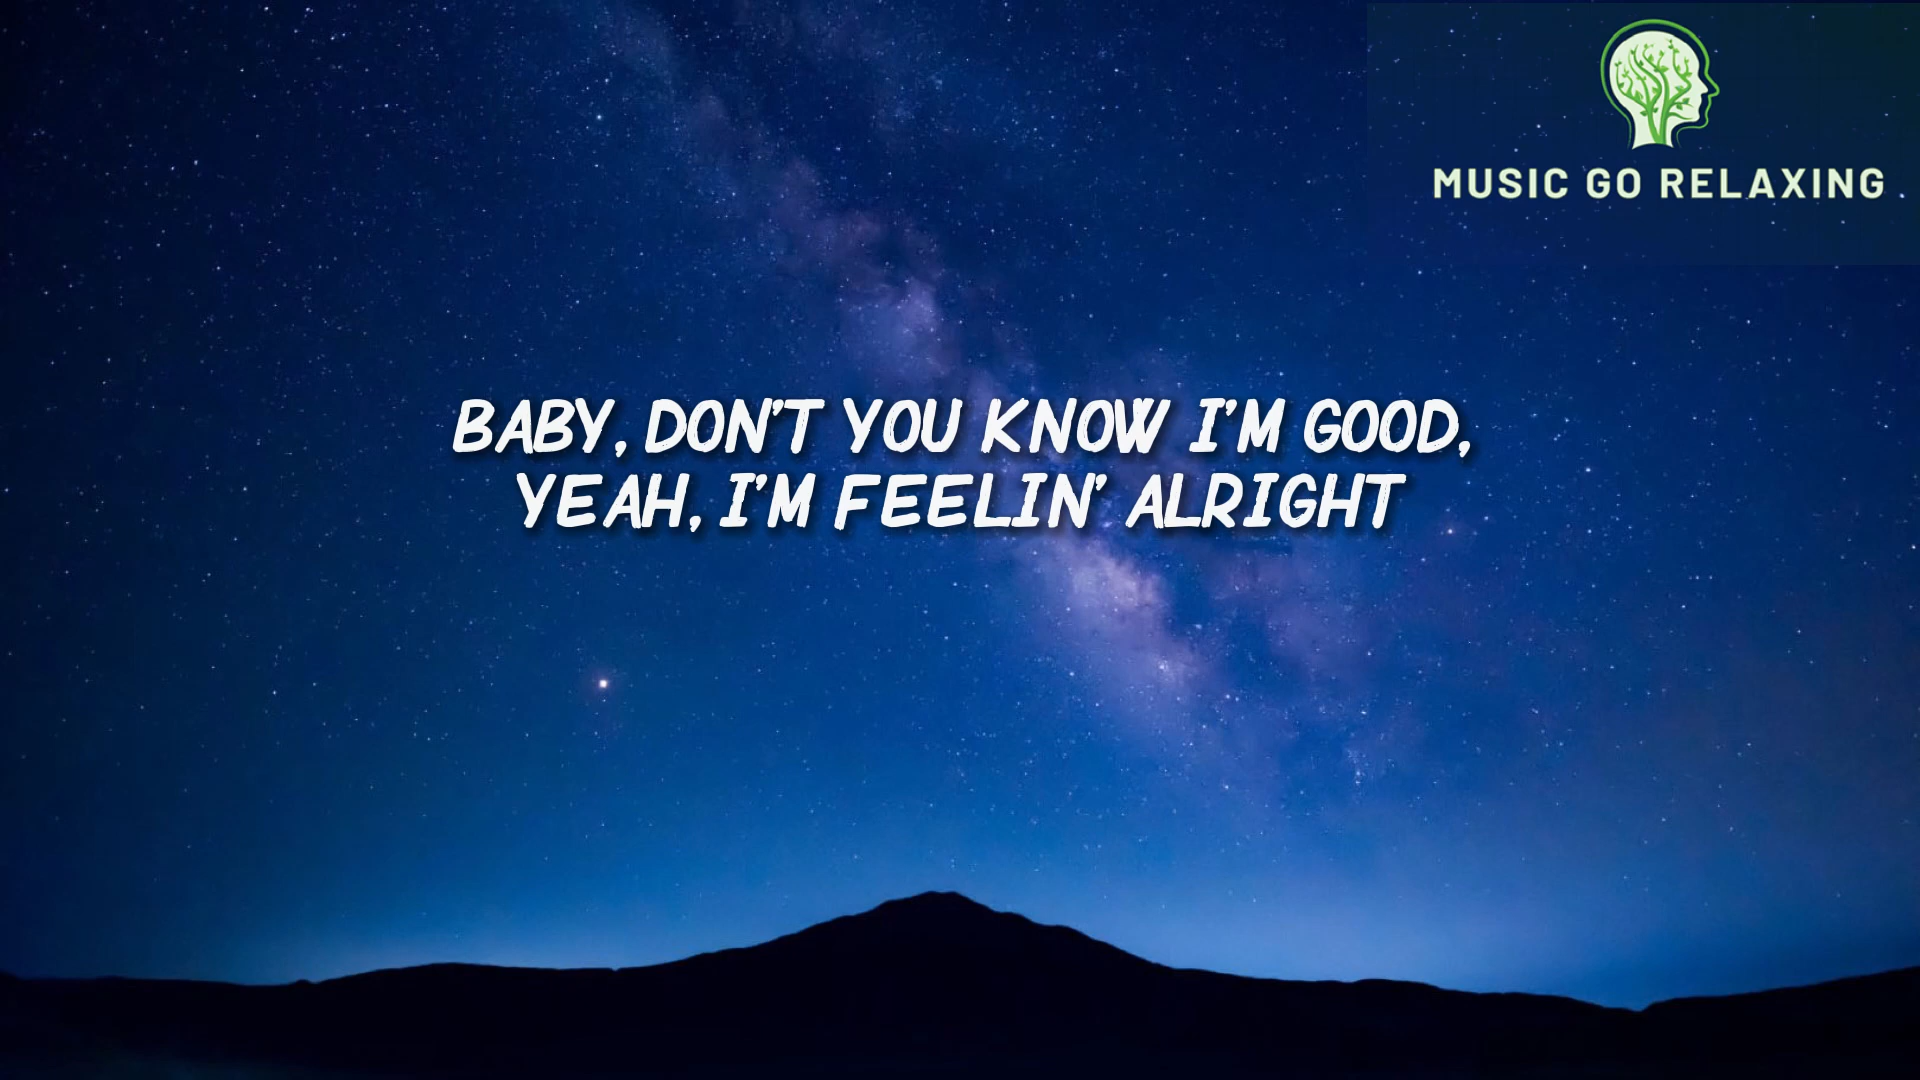 MUSIC GO RELAXING
BABY, DON'T YOU KNOW I'M GOOD,
YEAH, I'M FEELIN' ALRIGHT